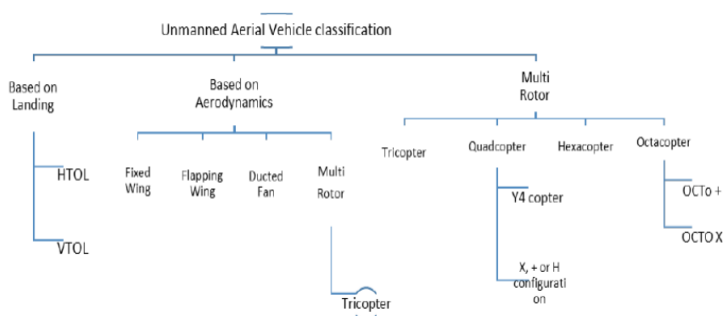 Unmanned Aerial Vehicle classification
Based on
Landing
HTOL
VTOL
Based on
Aerodynamics
Fixed
Wing
Flapping
Wing
Ducted
Fan
Multi
Rotor
Tricopter
Multi
Rotor
Tricopter
Quadcopter
Y4 copter
X, + or H
configurati
on
Hexacopter
Octacopter
OCTo +
OCTO X